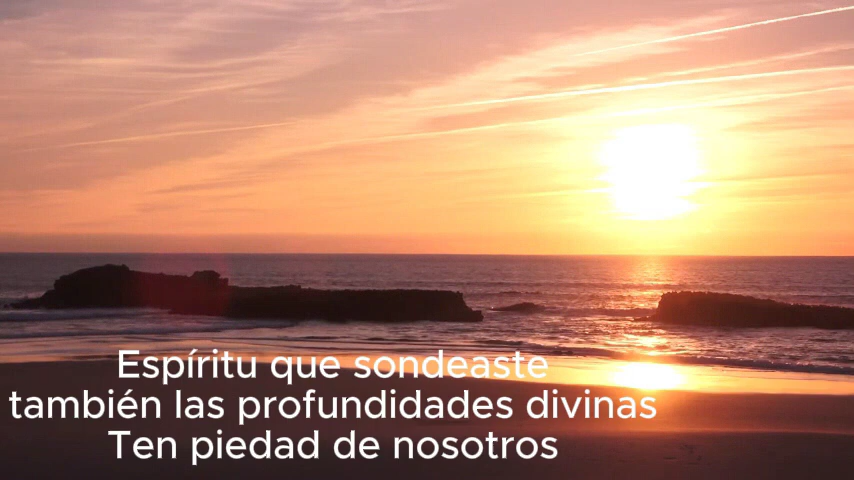 Espíritu que sondeaste
también las profundidades divinas
Ten piedad de nosotros